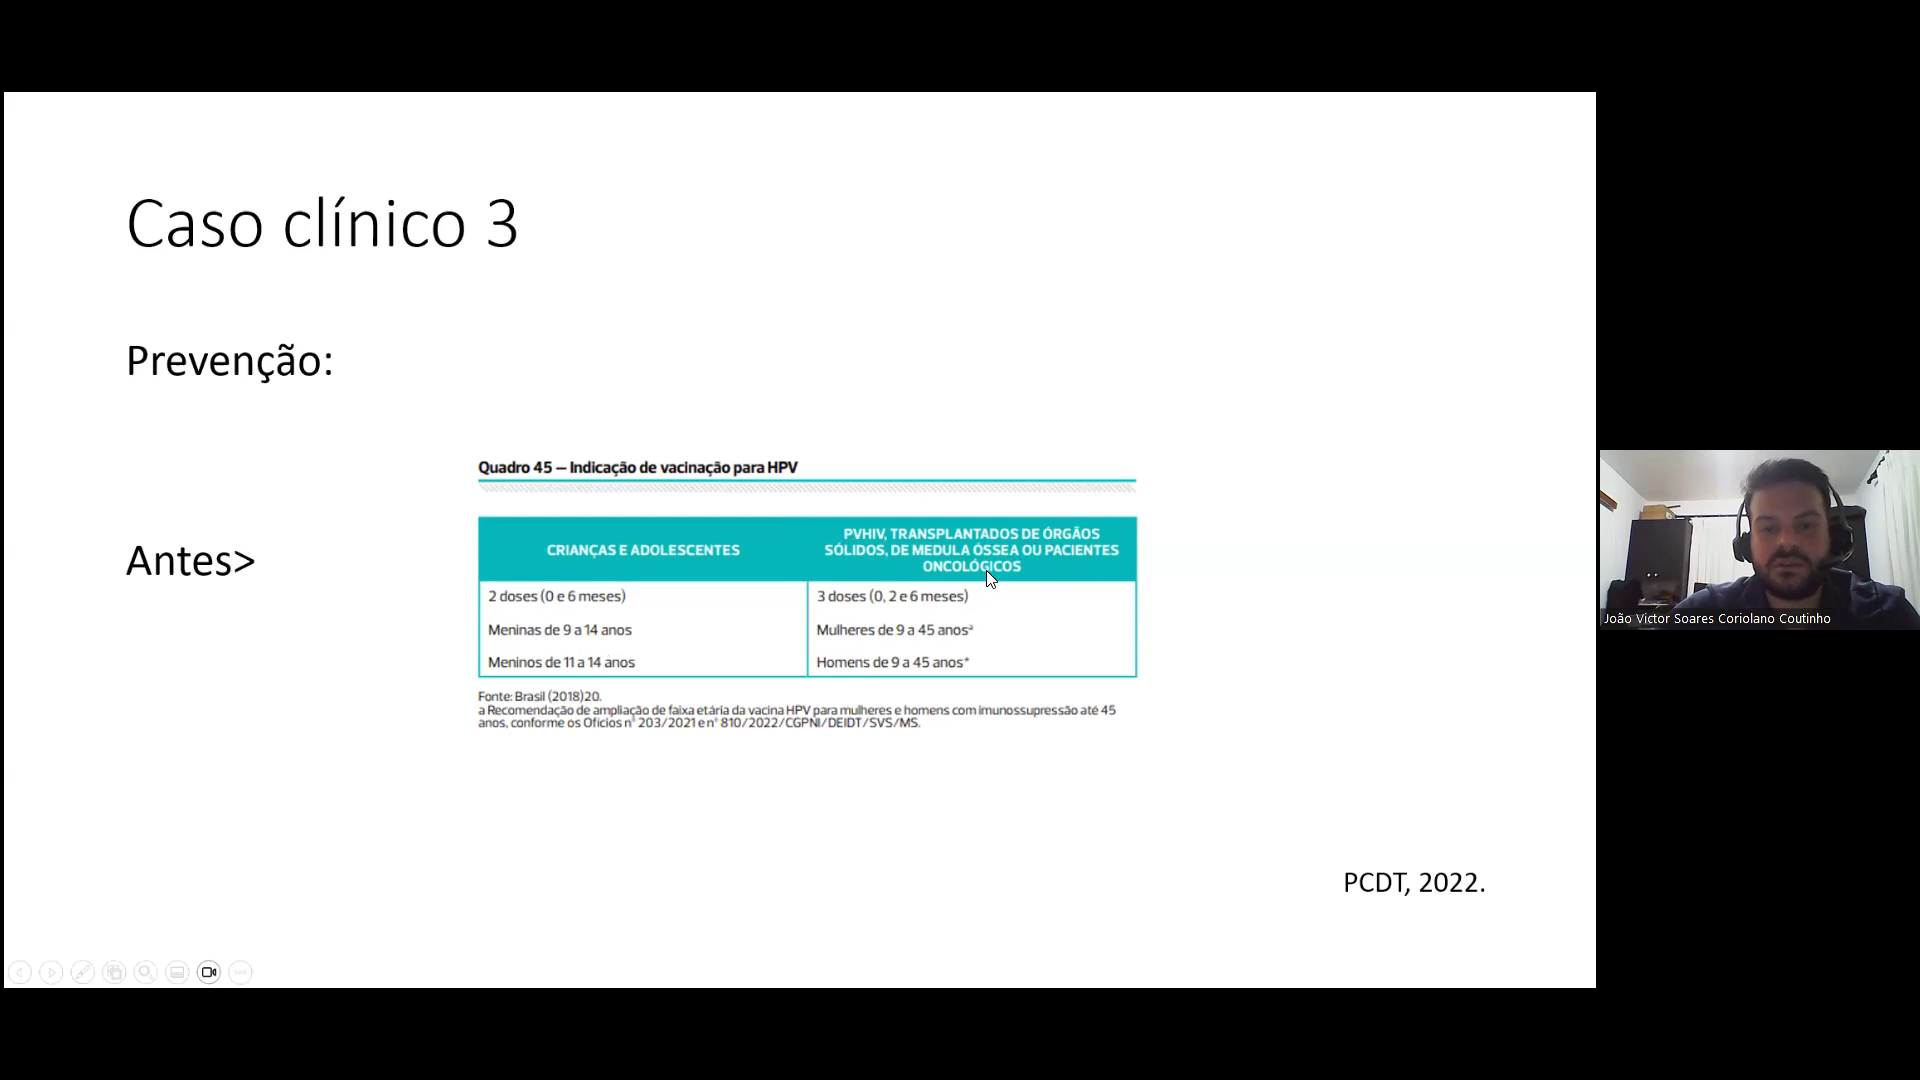 Caso clínico 3
Prevenção:
Antes>
Quadro 45 — Indicação de vacinação para HPV
CRIANÇAS E ADOLESCENTES
PVHIV, TRANSPLANTADOS DE ÓRGÃOS
SÓLIDOS, DE MEDULA ÓSSEA OU PACIENTES
ONCOLÓGICOS
2 doses (0 e 6 meses)
Meninas de 9 a 14 anos
Meninos de 11 a 14 anos
3 doses (0, 2 e 6 meses)
Mulheres de 9 a 45 anosª
Homens de 9 a 45 anos*
Fonte: Brasil (2018)20.
a Recomendação de ampliação de faixa etária da vacina HPV para mulheres e homens com imunossupressão até 45
anos, conforme os Ofícios n° 203/2021 e n° 810/2022/CGPNI/DEIDT/SVS/MS.
PCDT, 2022.
João Victor Soares Coriolano Coutinho